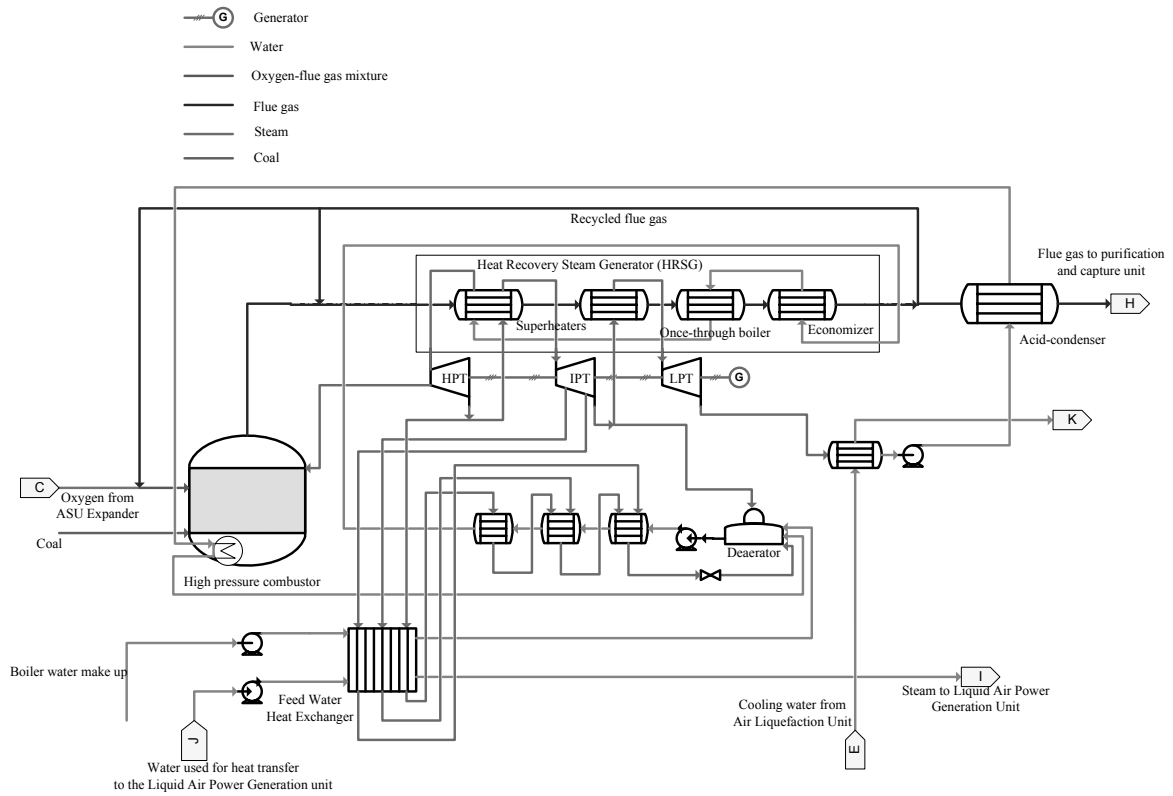 G
Generator
Water
Oxygen-flue gas mixture
Flue gas
Steam
Coal
Recycled flue gas
Heat Recovery Steam Generator (HRSG)
Superheaters
Once-through boiler
Economizer
Flue gas to purification
and capture unit
H
Acid-condenser
HPT
IPT
LPT
G
K
C
Oxygen from
ASU Expander
Coal
High pressure combustor
Deaerator
Boiler water make up
Feed Water
Heat Exchanger
J
Water used for heat transfer
to the Liquid Air Power Generation unit
I
Steam to Liquid Air Power
Generation Unit
Cooling water from
Air Liquefaction Unit
E